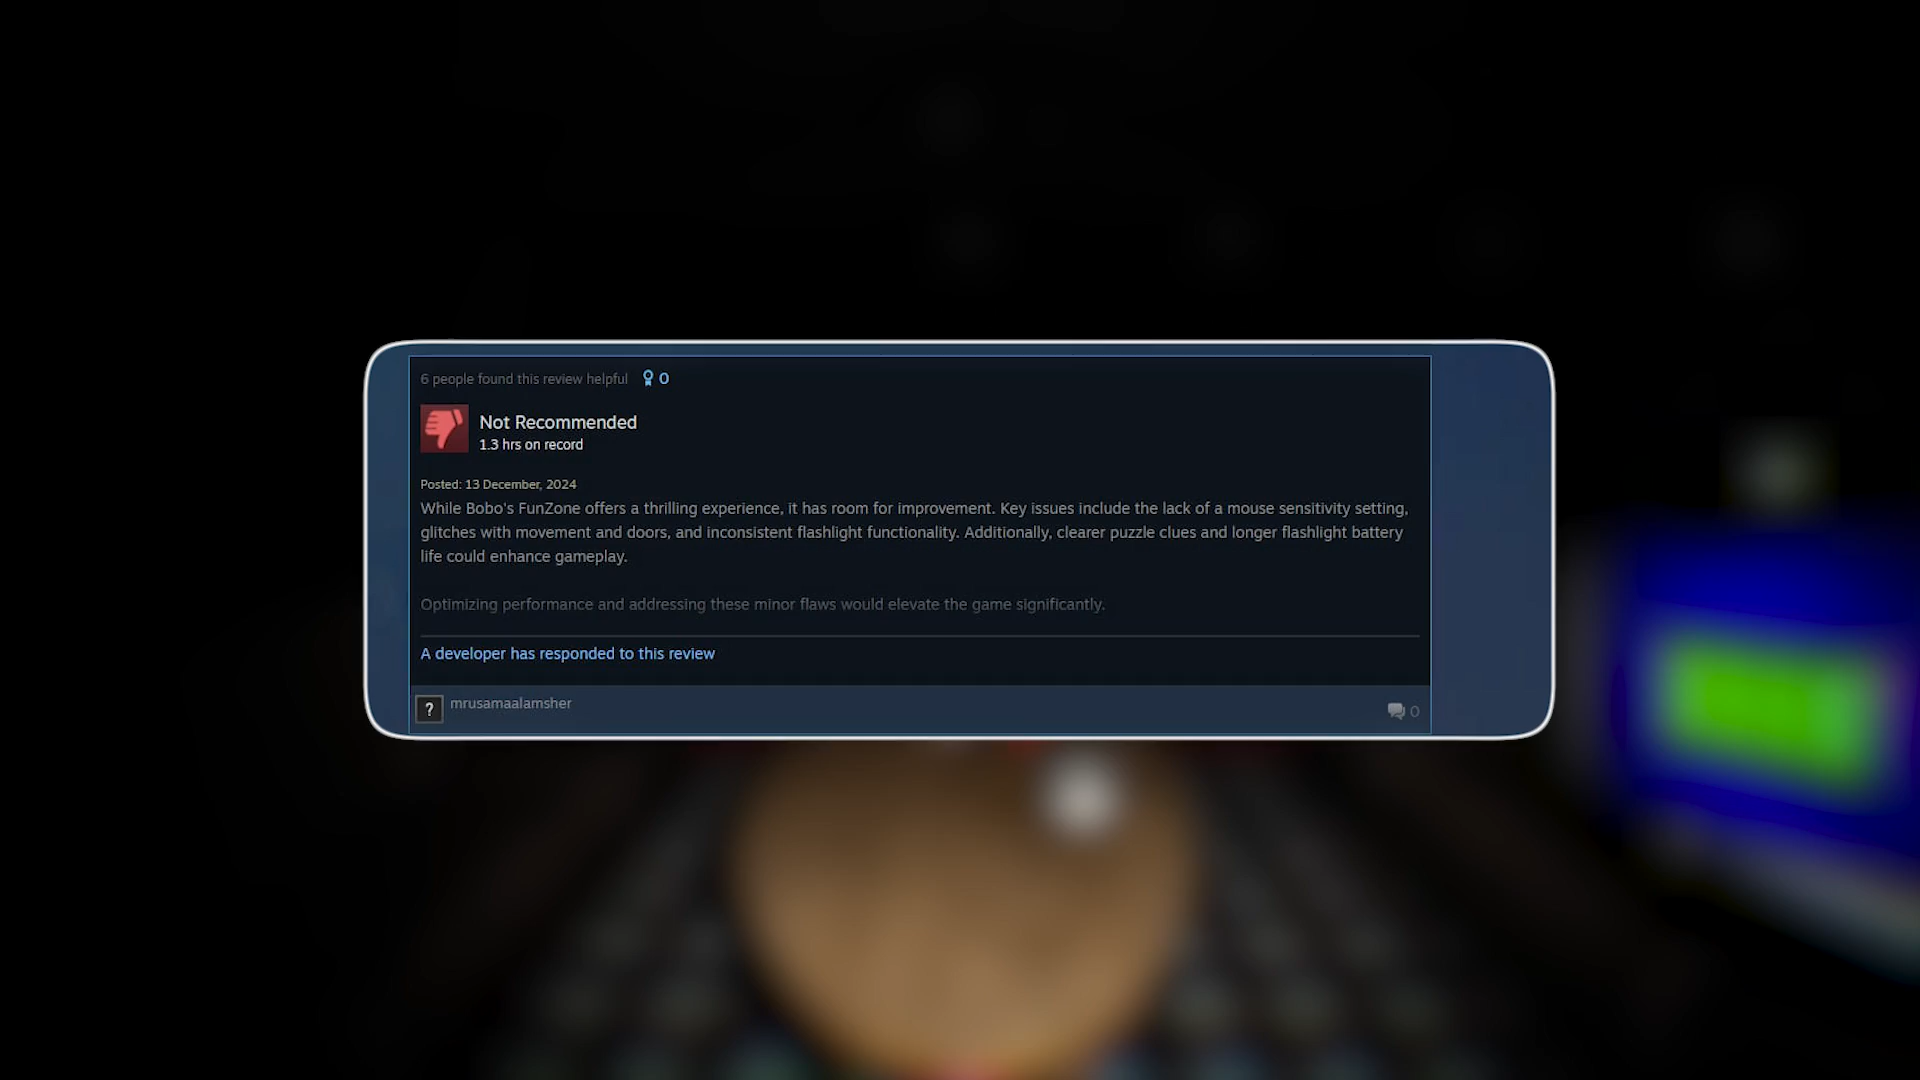 6 people found this review helpful 0
Not Recommended
1.3 hrs on record
Posted: 13 December, 2024
While Bobo's FunZone offers a thrilling experience, it has room for improvement. Key issues include the lack of a mouse sensitivity setting,
glitches with movement and doors, and inconsistent flashlight functionality. Additionally, clearer puzzle clues and longer flashlight battery
life could enhance gameplay.
Optimizing performance and addressing these minor flaws would elevate the game significantly.
A developer has responded to this review
? mrusamaalamsher 0